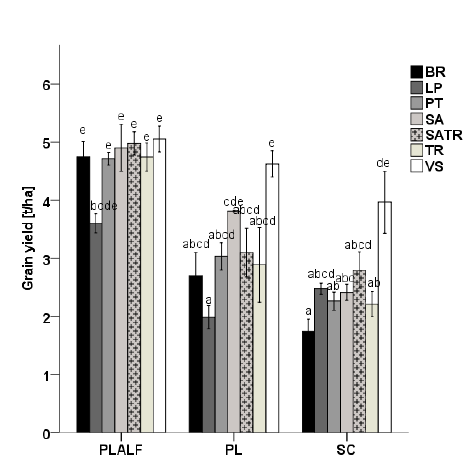 BR
LP
PT
SA
SATR
TR
VS
Grain yield [t/ha]
6
5
4
3
2
1
0
e
bcde
e
e
e
e
e
abcd
a
abcd
cde
abcd
abcd
e
a
abcd
ab
abc
abcd
ab
de
PLALF
PL
SC